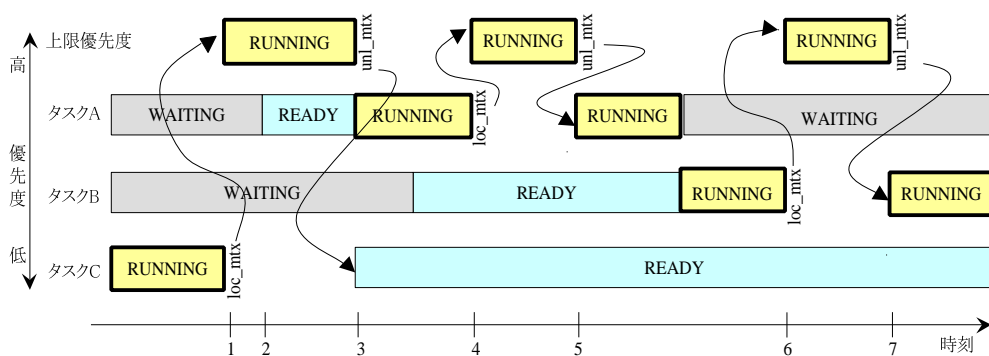 上限優先度 RUNNING unl_mtx RUNNING unl_mtx RUNNING unl_mtx
高
タスクA WAITING READY RUNNING loc_mtx RUNNING WAITING
優先度
タスクB WAITING READY RUNNING loc_mtx RUNNING
低
タスクC RUNNING loc_mtx READY
1 2 3 4 5 6 7 時刻